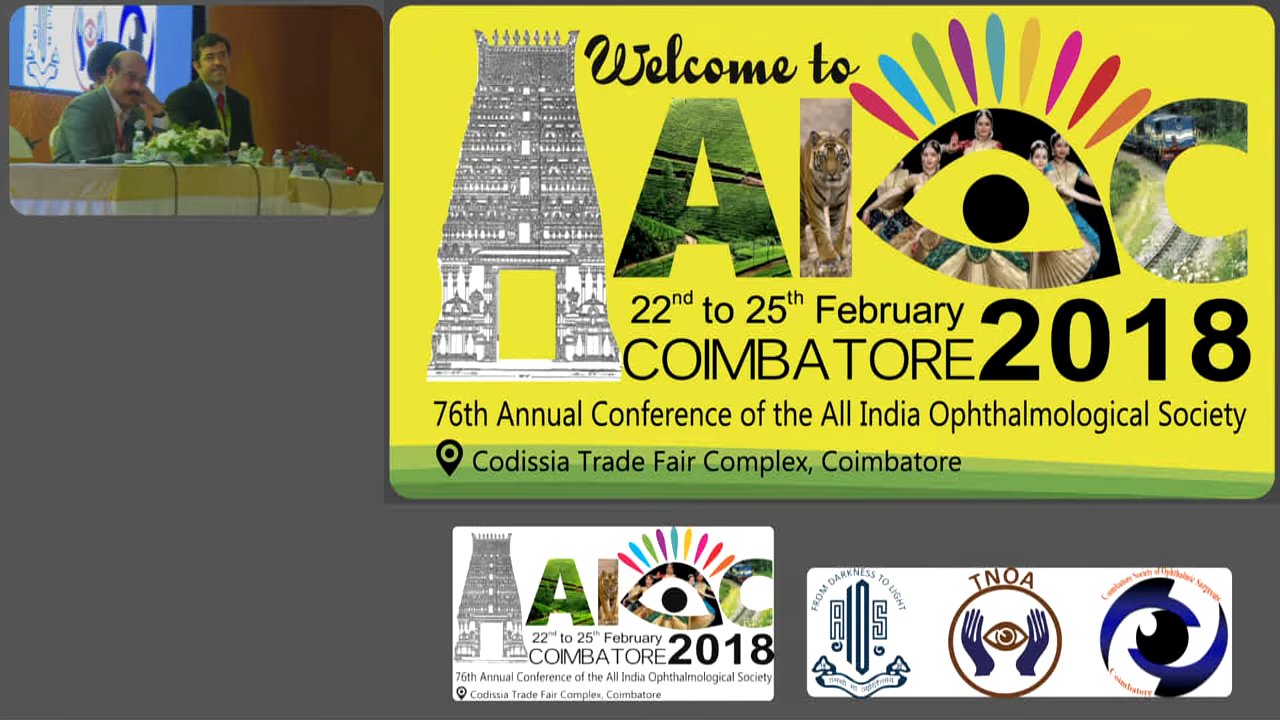 Welcome to
AIOC
22nd to 25th February
COIMBATORE 2018
76th Annual Conference of the All India Ophthalmological Society
Codissia Trade Fair Complex, Coimbatore
AIOC
22nd to 25th February
COIMBATORE 2018
76th Annual Conference of the All India Ophthalmological Society
Codissia Trade Fair Complex, Coimbatore
FROM DARKNESS TO LIGHT
AIOS
तमसो मा ज्योतिर्गमय
TNOA
Coimbatore Society of Ophthalmic Surgeons
Coimbatore